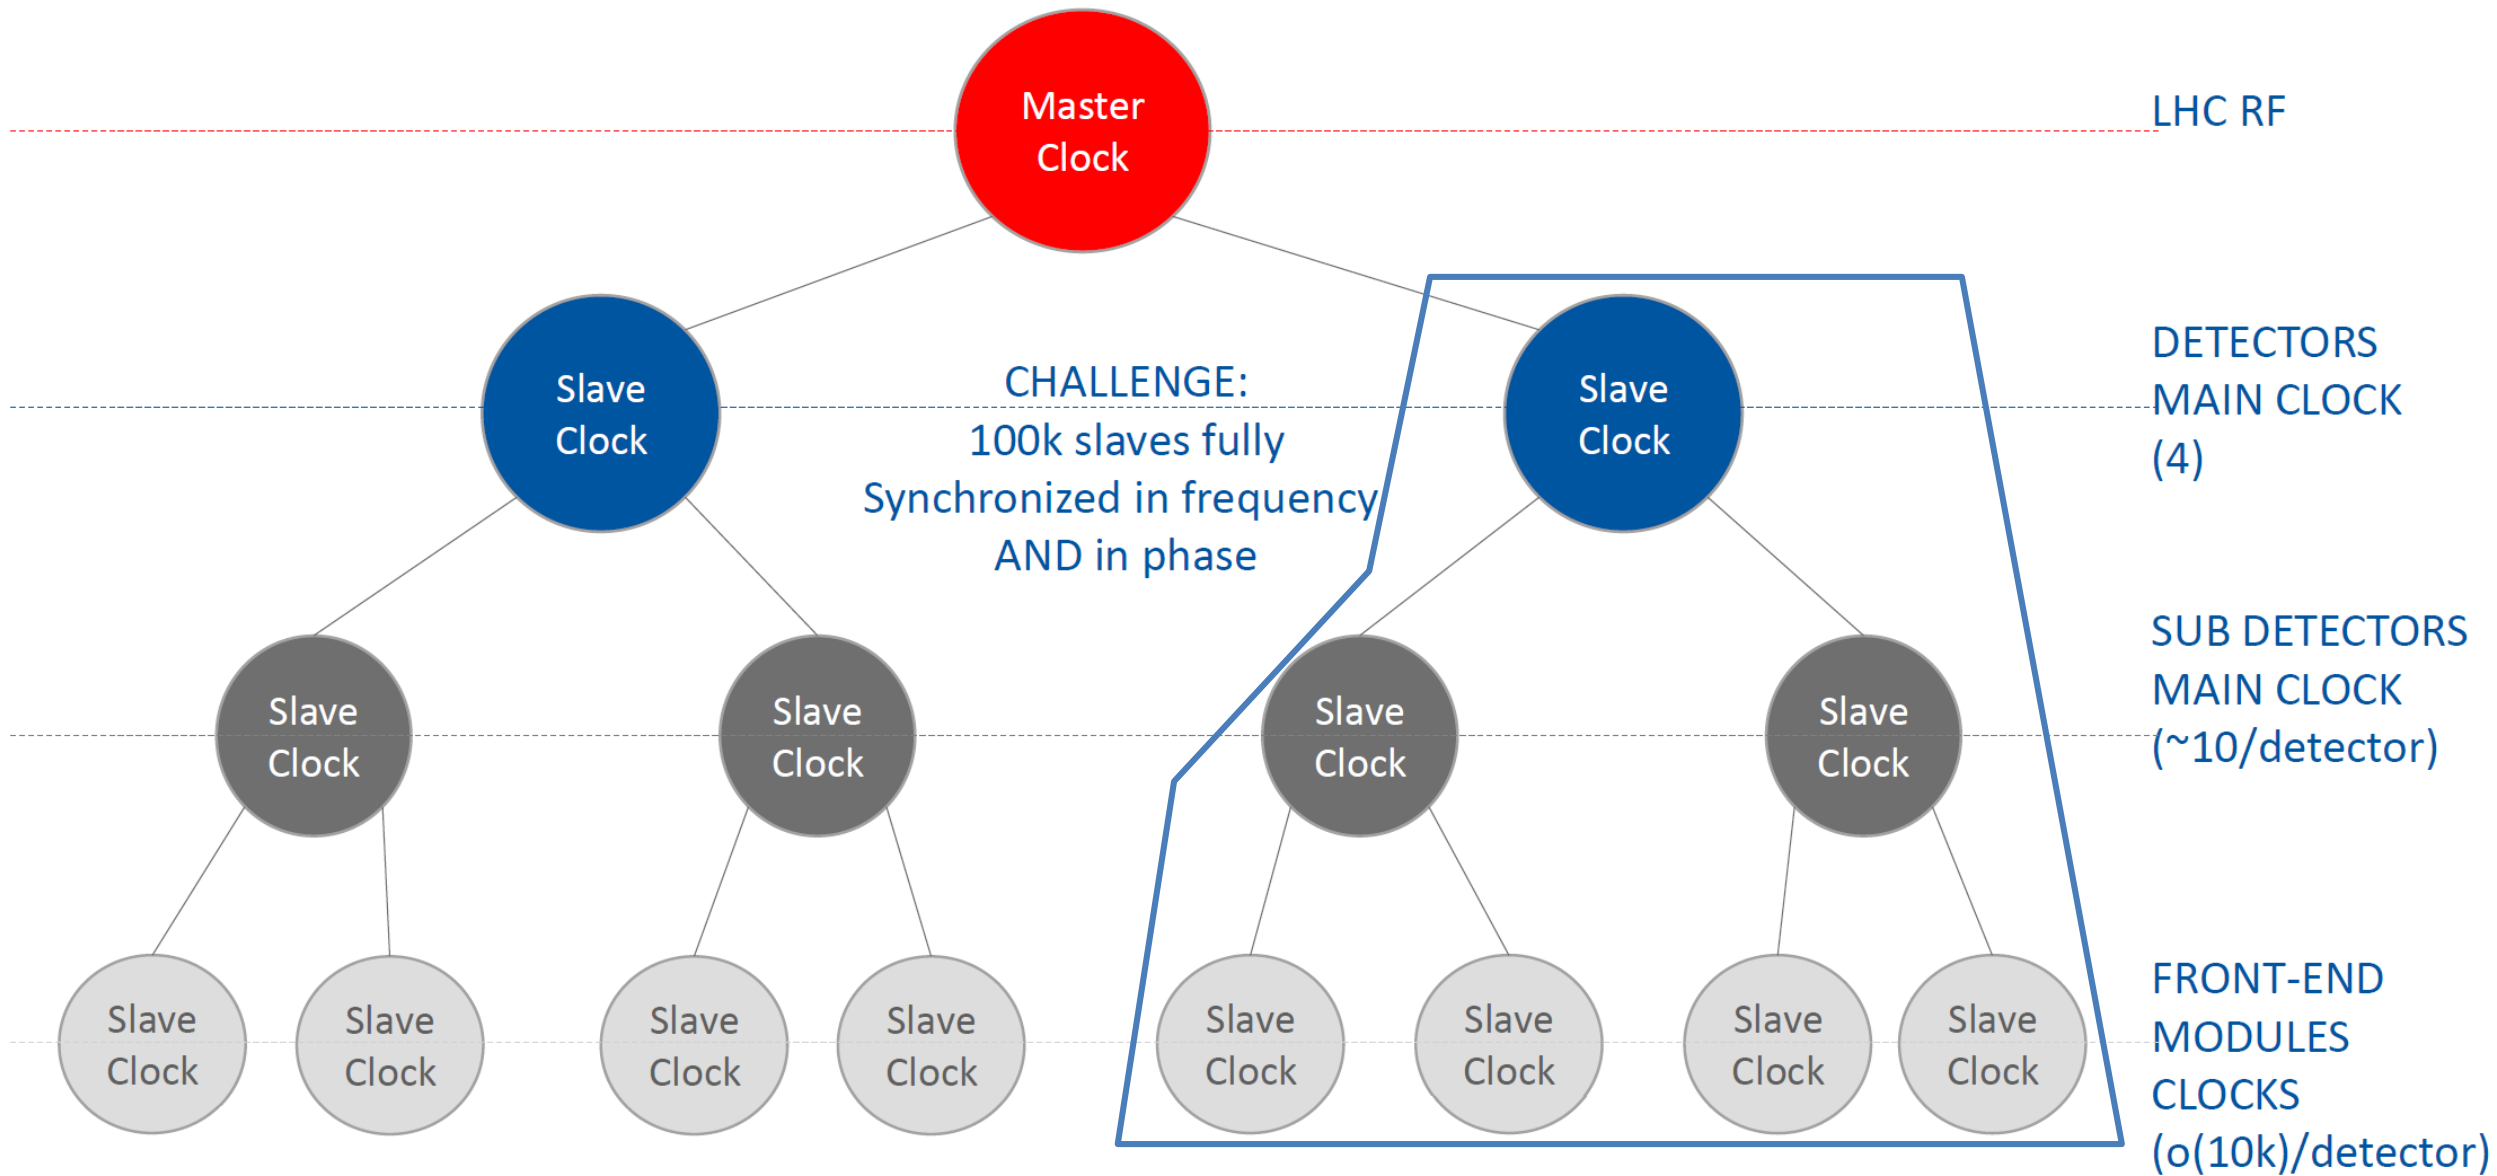 Master
Clock
LHC RF
Slave
Clock
CHALLENGE:
100k slaves fully
Synchronized in frequency
AND in phase
Slave
Clock
DETECTORS
MAIN CLOCK
(4)
Slave
Clock
Slave
Clock
Slave
Clock
Slave
Clock
SUB DETECTORS
MAIN CLOCK
(~10/detector)
Slave
Clock
Slave
Clock
Slave
Clock
Slave
Clock
Slave
Clock
Slave
Clock
Slave
Clock
Slave
Clock
FRONT-END
MODULES
CLOCKS
(o(10k)/detector)